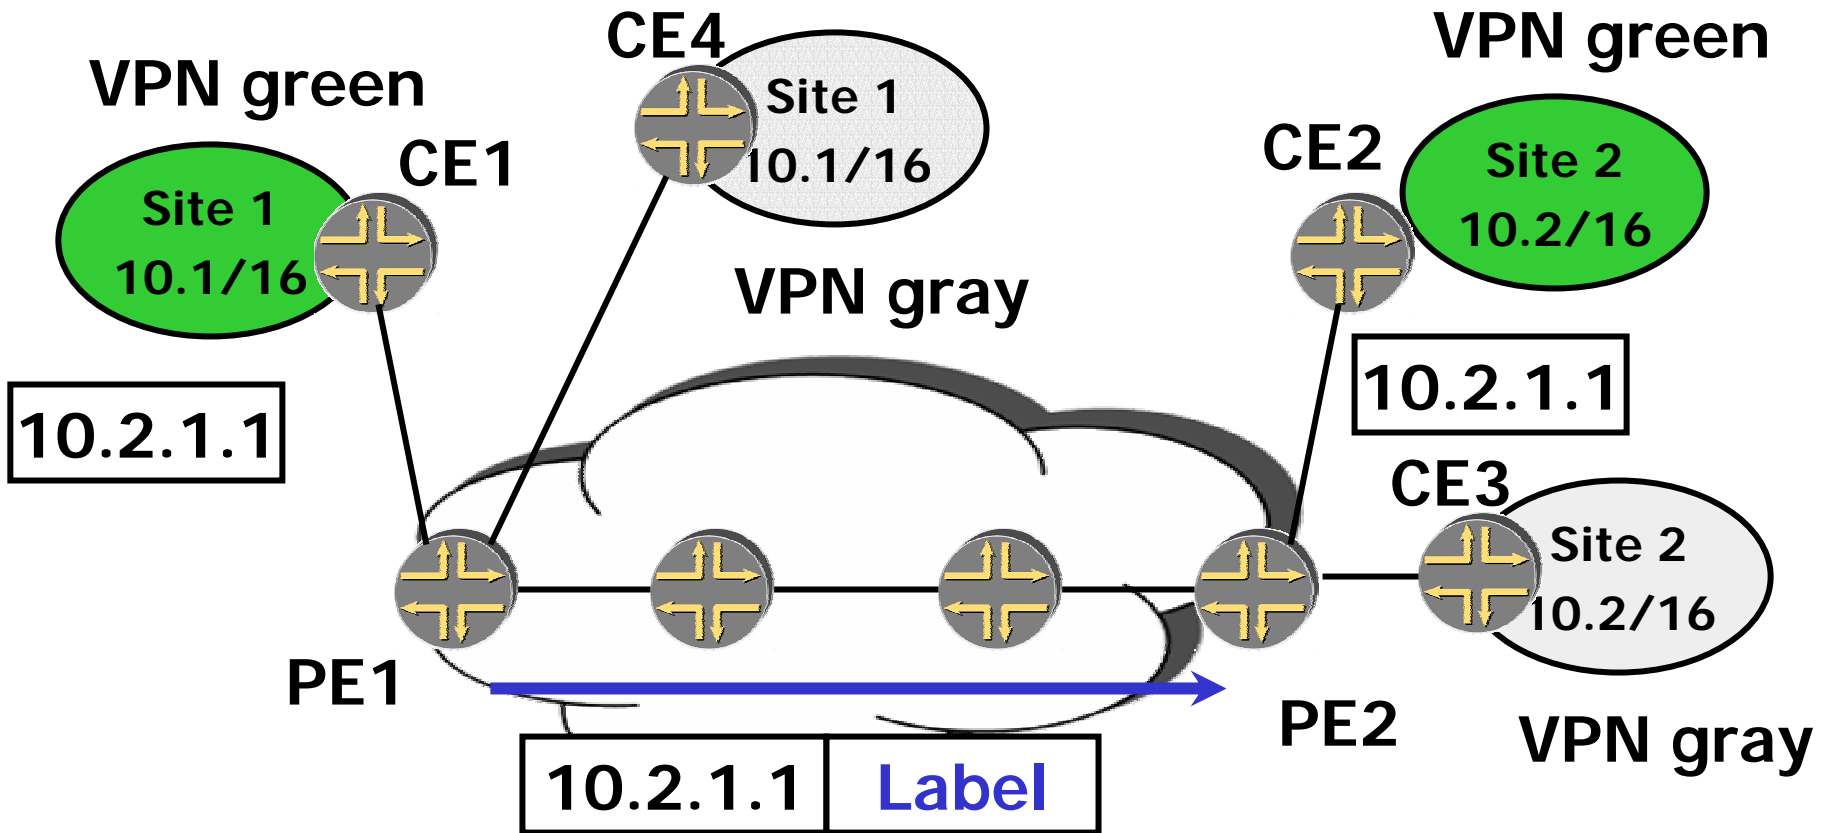 VPN green
CE4
VPN green
CE1
Site 1
10.1/16
Site 1
10.1/16
CE2
Site 2
10.2/16
VPN gray
10.2.1.1
10.2.1.1
CE3
Site 2
10.2/16
PE1
PE2
VPN gray
10.2.1.1 Label